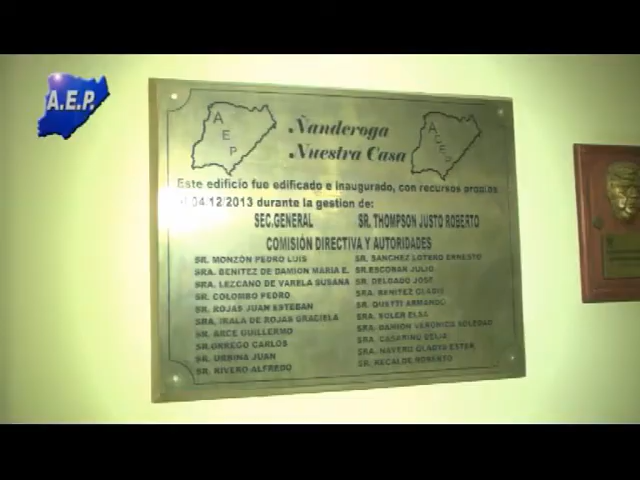 A.E.P.
A E P
Ñanderoga
Nuestra Casa
Este edificio fue edificado e inaugurado, con recursos propios
el 04/12/2013 durante la gestion de:
SEC.GENERAL SR. THOMPSON JUSTO ROBERTO
COMISIÓN DIRECTIVA Y AUTORIDADES
SR. MONZÓN PEDRO LUIS
SRA. BENITEZ DE DAMION MARIA E.
SRA. LEZCANO DE VARELA SUSANA
SR. COLOMBO PEDRO
SR. ROJAS JUAN ESTEBAN
SRA. IRALA DE ROJAS GRACIELA
SR. ARCE GUILLERMO
SR. ORREGO CARLOS
SR. URBINA JUAN
SR. RIVERO ALFREDO
SR. SANCHEZ LOTERO ERNESTO
SR. ESCOBAR JULIO
SR. DELGADO JOSE
SRA. BENITEZ GLADIS
SR. OVETTI ARMANDO
SRA. SOLER ELSA
SRA. DAMION VERONICA SOLEDAD
SRA. CASARINO DELIA
SRA. NAVERO GLADYS ESTER
SR. RECALDE ROBERTO